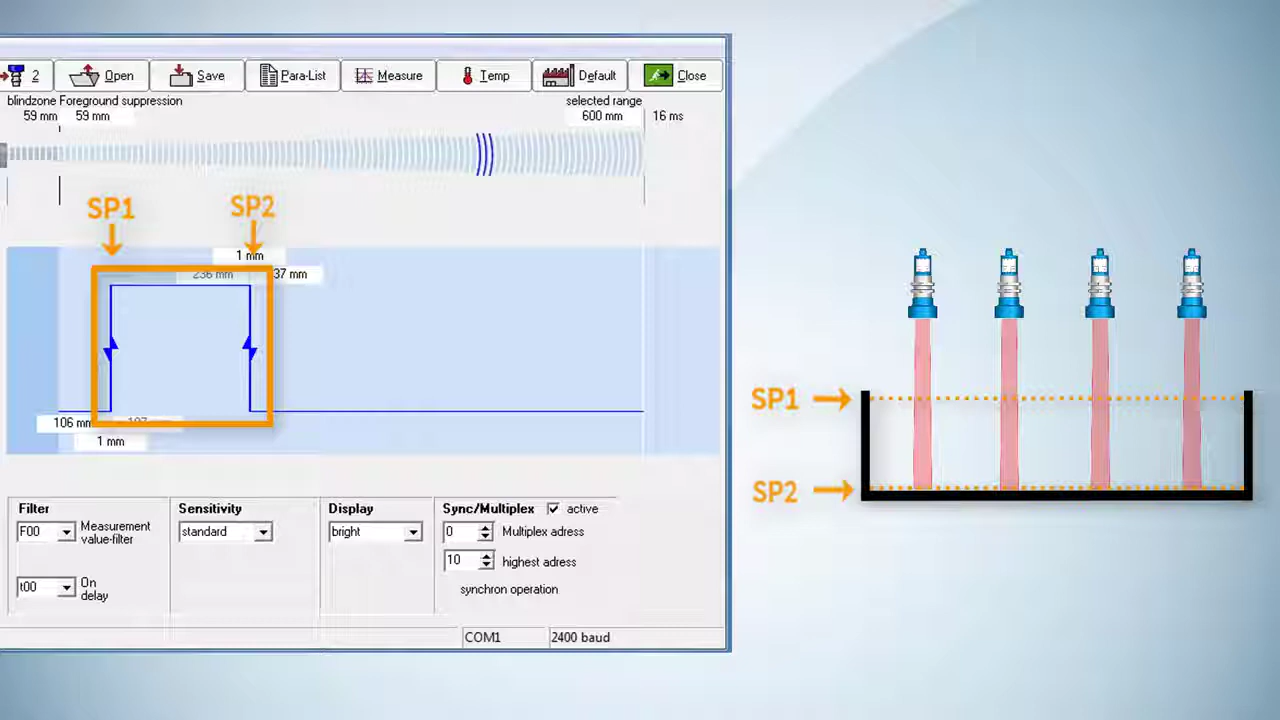 2 Open Save Para-List Measure Temp Default Close
blindzone Foreground suppression selected range
59 mm 59 mm 600 mm 16 ms
SP1 SP2
1 mm
236 mm 37 mm
106 mm 107
1 mm
Filter Sensitivity Display Sync/Multiplex active
F00 Measurement value-filter standard bright 0 Multiplex adress
10 highest adress
t00 On delay synchron operation
COM1 2400 baud
SP1
SP2